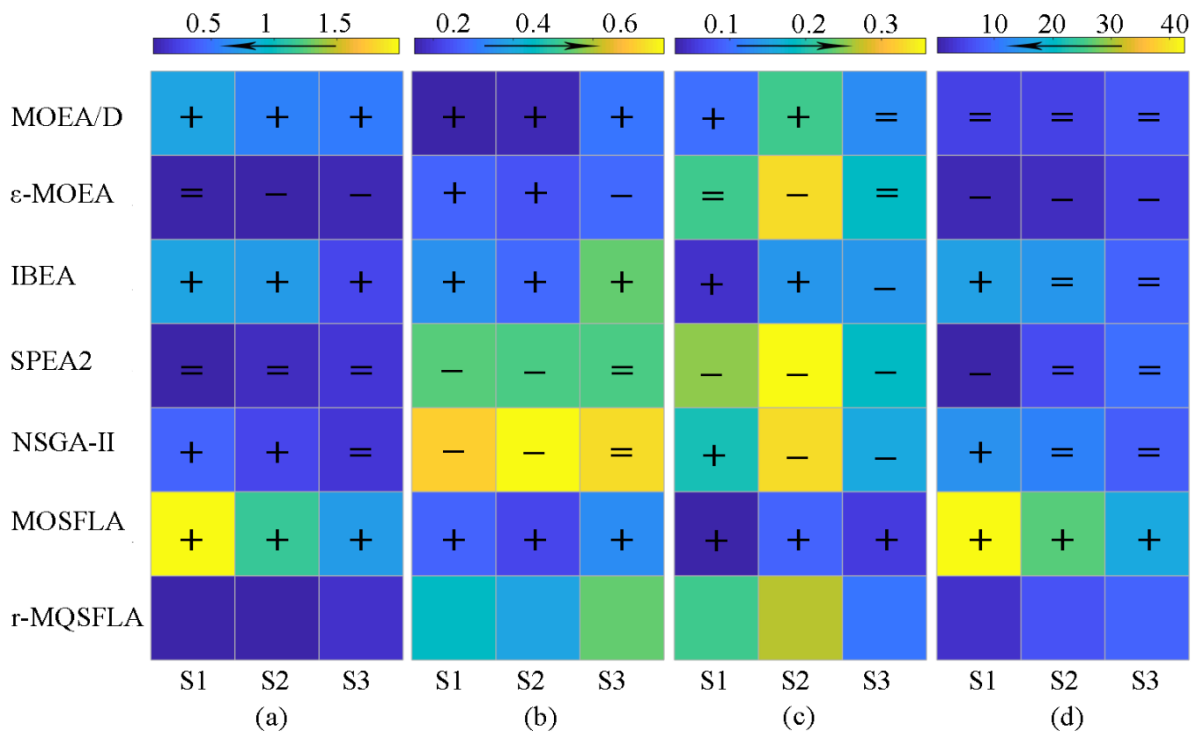 0.5 1 1.5 0.2 0.4 0.6 0.1 0.2 0.3 10 20 30 40
MOEA/D + + + + + + + + = = = =
ε-MOEA = − − + + − = − = − − −
IBEA + + + + + + + + − + = =
SPEA2 = = = − − = − − − − = =
NSGA-II + + = − − = + − − + = =
MOSFLA + + + + + + + + + + + +
r-MQSFLA
S1 S2 S3 S1 S2 S3 S1 S2 S3 S1 S2 S3
(a) (b) (c) (d)